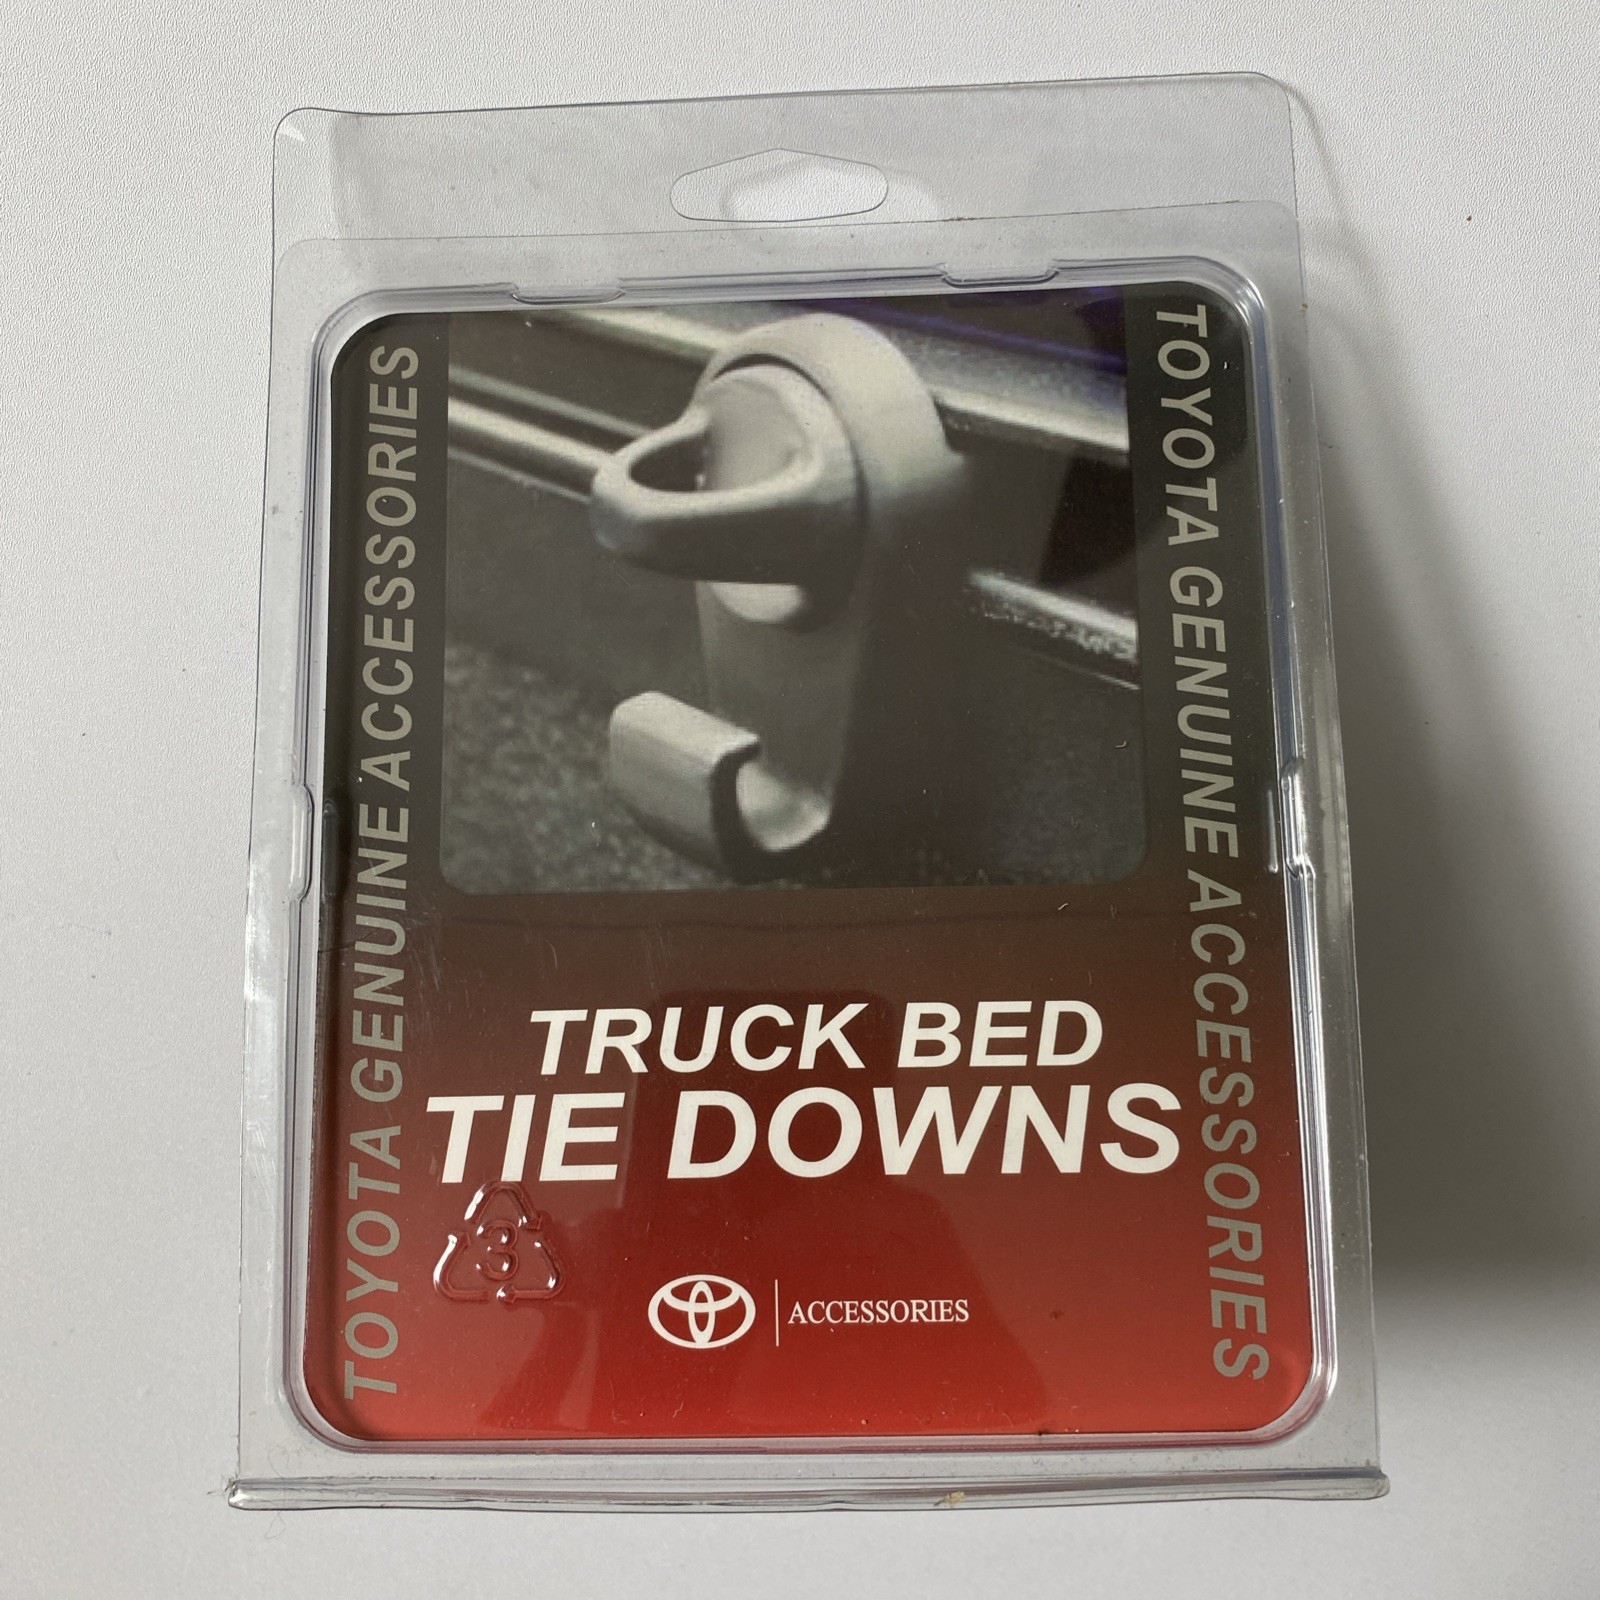 TOYOTA GENUINE ACCESSORIES
TOYOTA GENUINE ACCESSORIES
TRUCK BED
TIE DOWNS
3
ACCESSORIES